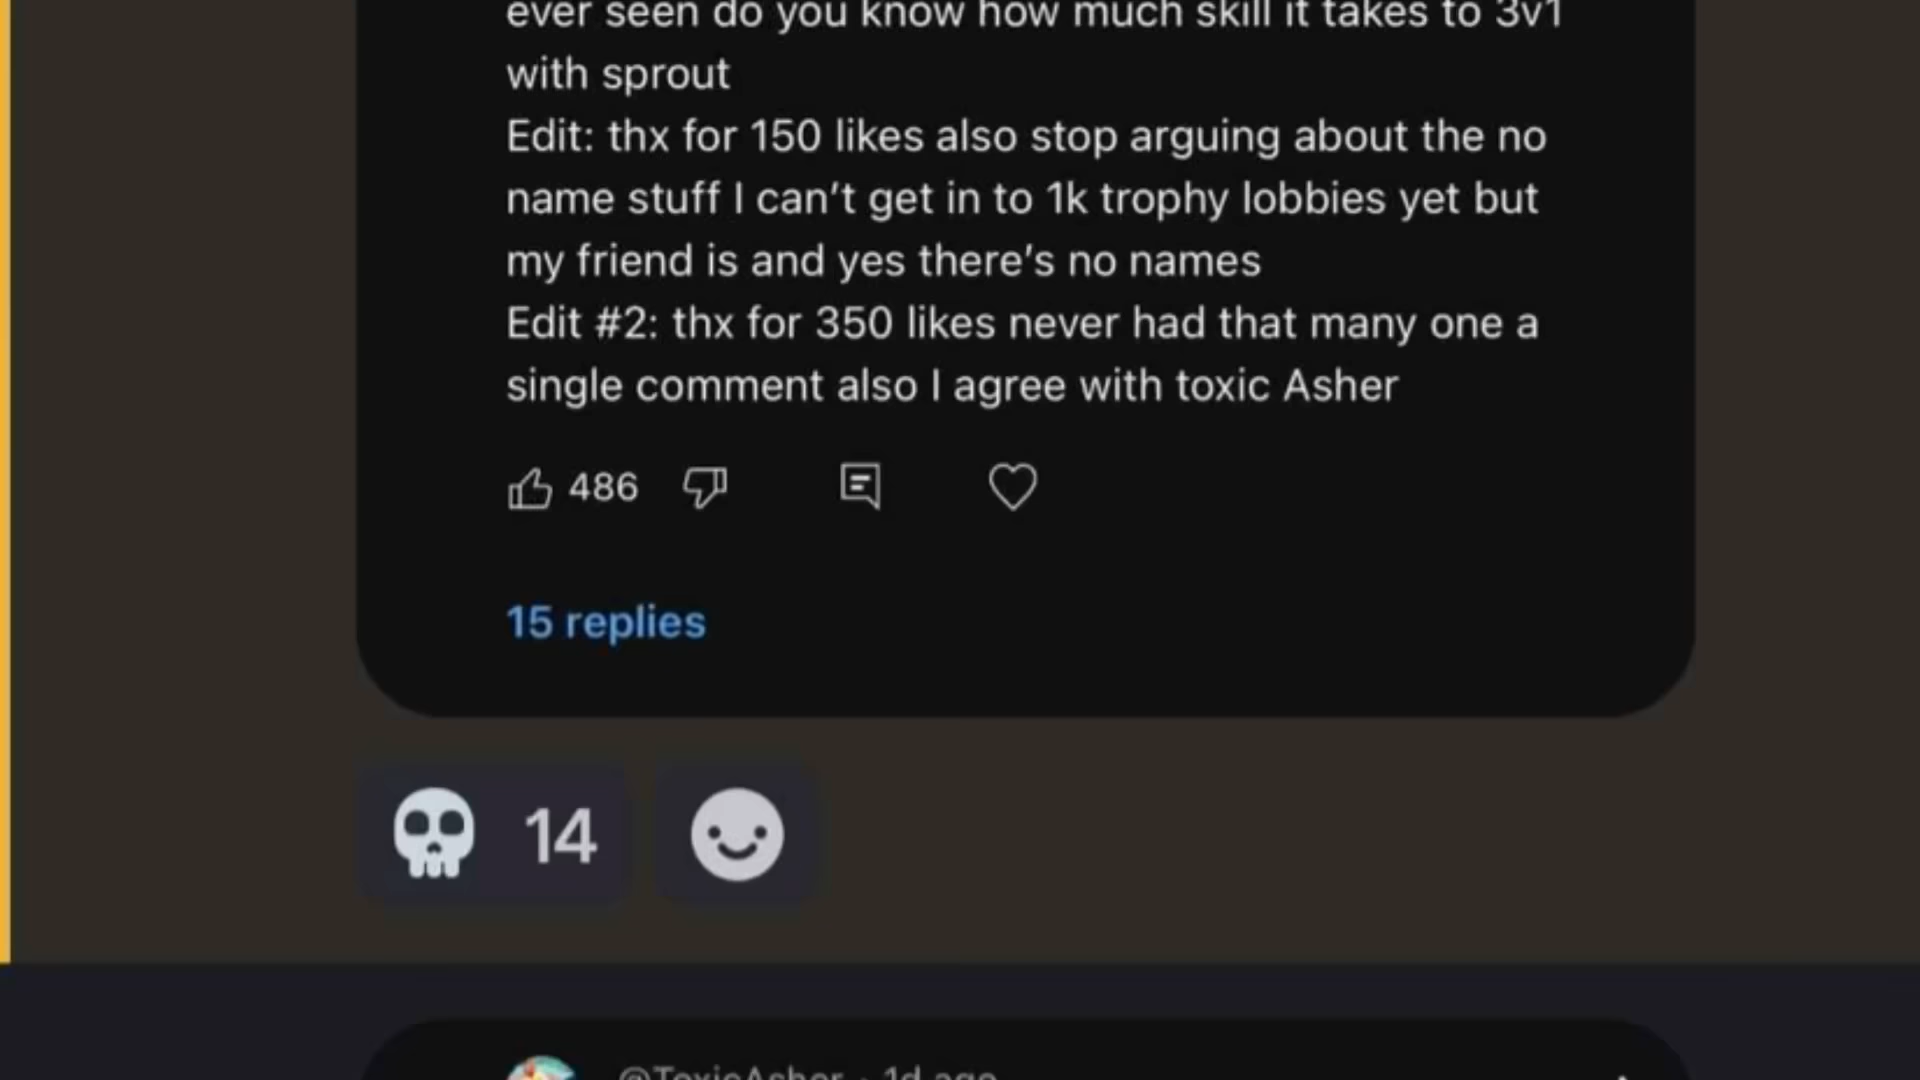 ever seen do you know how much skill it takes to 3v1
with sprout
Edit: thx for 150 likes also stop arguing about the no
name stuff I can’t get in to 1k trophy lobbies yet but
my friend is and yes there’s no names
Edit #2: thx for 350 likes never had that many one a
single comment also I agree with toxic Asher
486
15 replies
14
@ToxicAsher · 1d ago